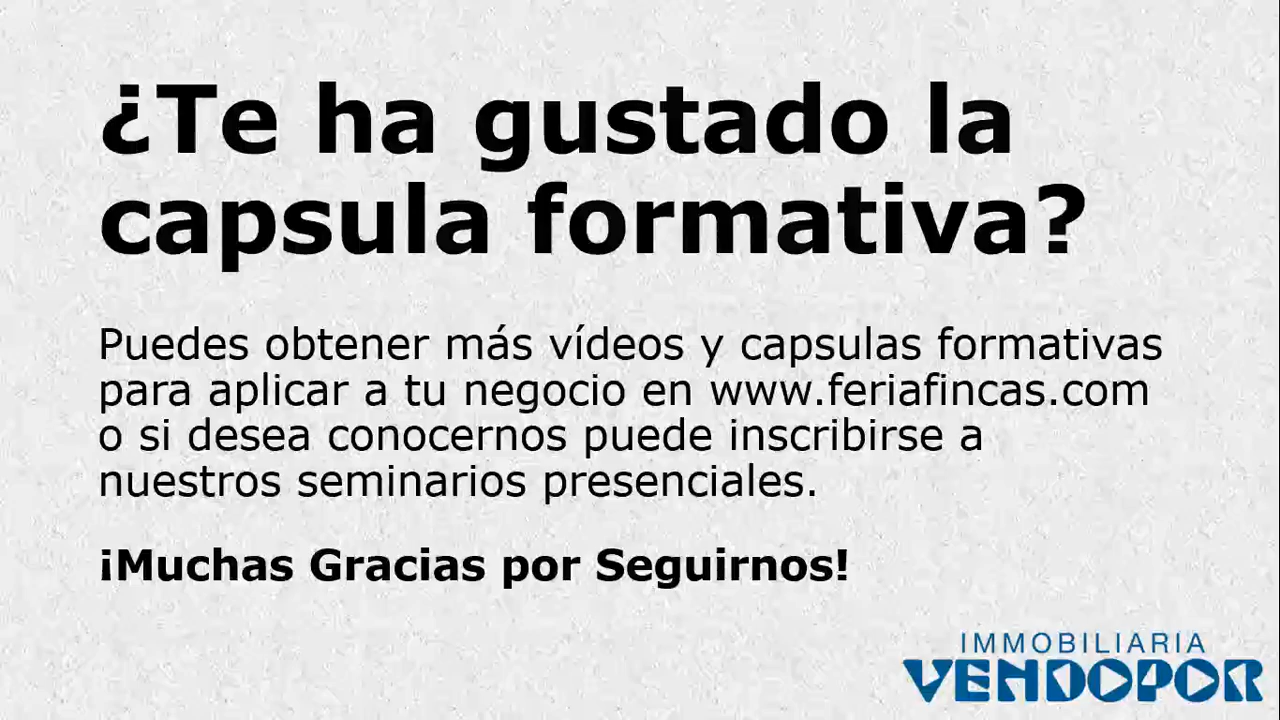 ¿Te ha gustado la
capsula formativa?
Puedes obtener más vídeos y capsulas formativas
para aplicar a tu negocio en www.feriafincas.com
o si desea conocernos puede inscribirse a
nuestros seminarios presenciales.
¡Muchas Gracias por Seguirnos!
IMMOBILIARIA
VENDOPOR